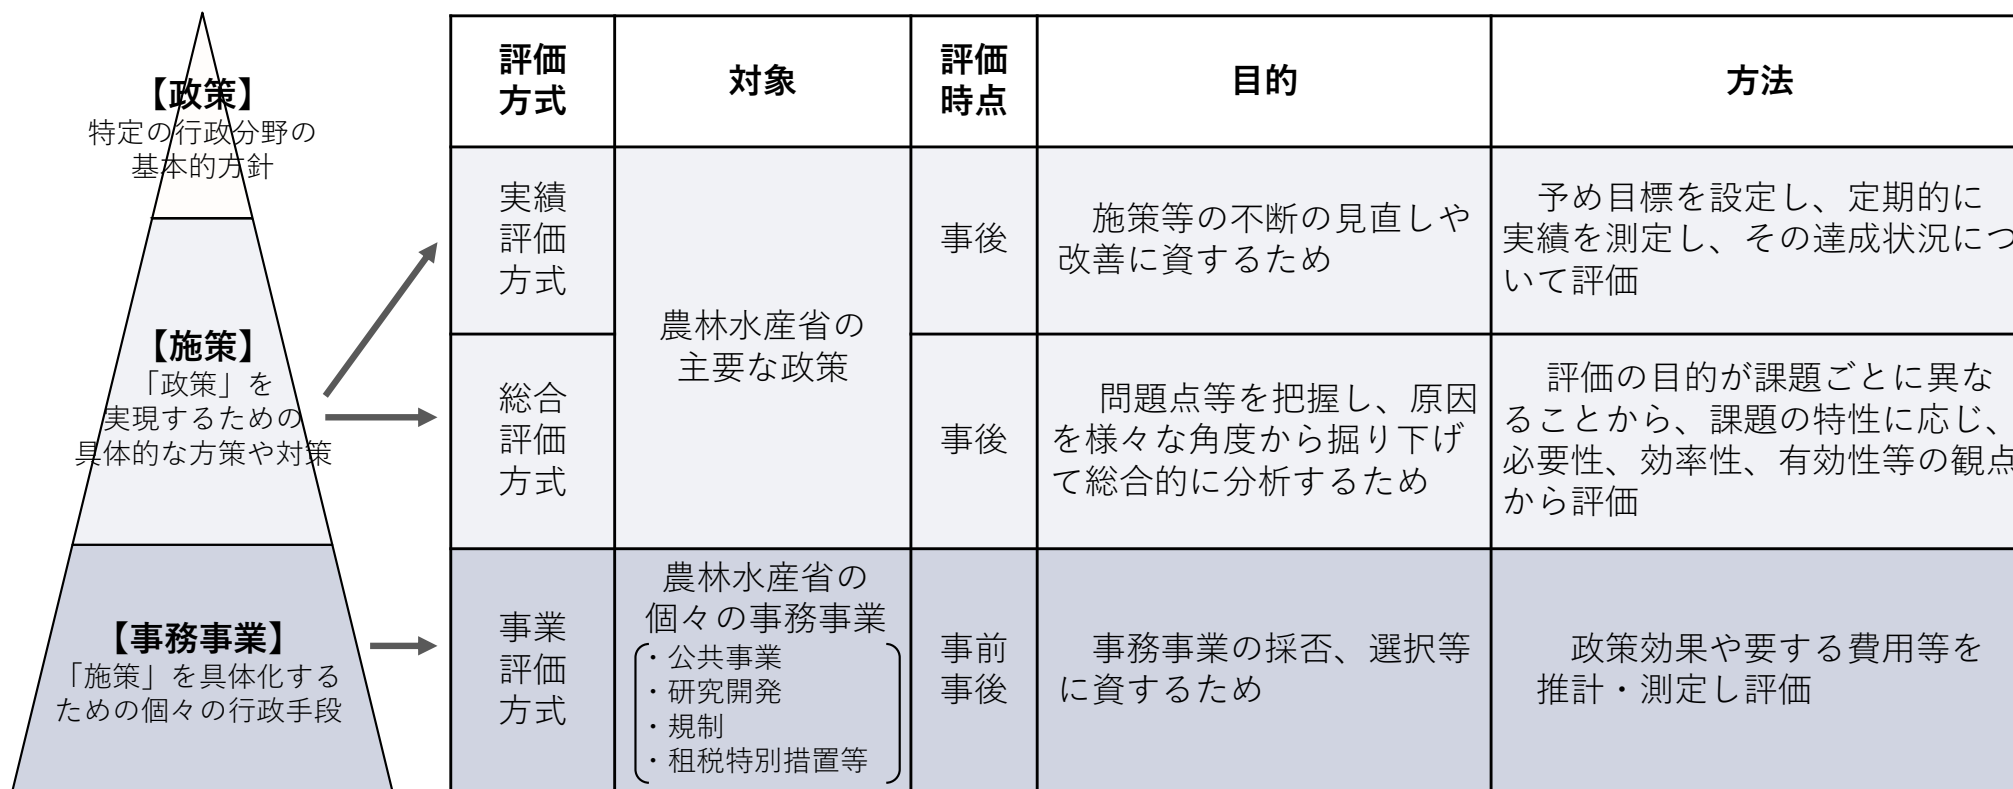 【政策】
特定の行政分野の
基本的方針
【施策】
「政策」を
実現するための
具体的な方策や対策
【事務事業】
「施策」を具体化する
ための個々の行政手段
評価
方式
対象
評価
時点
目的
方法
実績
評価
方式
農林水産省の
主要な政策
事後
施策等の不断の見直しや
改善に資するため
予め目標を設定し、定期的に
実績を測定し、その達成状況につ
いて評価
総合
評価
方式
事後
問題点等を把握し、原因
を様々な角度から掘り下げ
て総合的に分析するため
評価の目的が課題ごとに異な
ることから、課題の特性に応じ、
必要性、効率性、有効性等の観点
から評価
事業
評価
方式
農林水産省の
個々の事務事業
・公共事業
・研究開発
・規制
・租税特別措置等
事前
事後
事務事業の採否、選択等
に資するため
政策効果や要する費用等を
推計・測定し評価